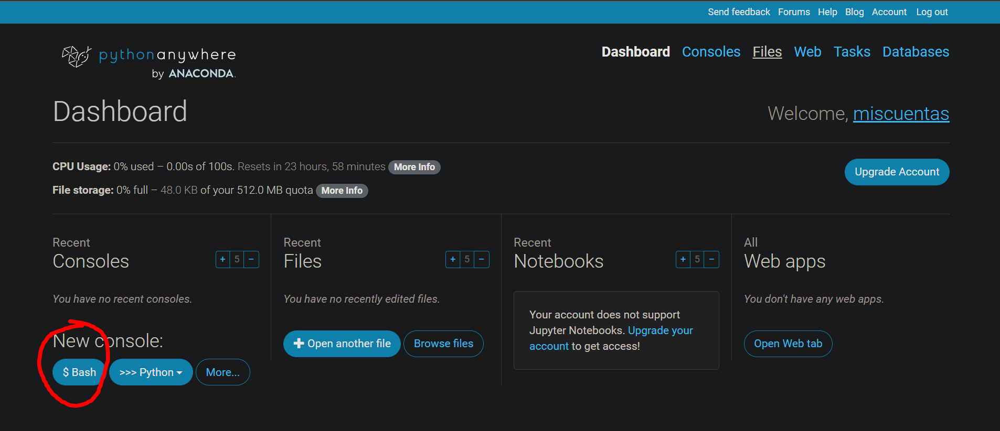 Send feedback Forums Help Blog Account Log out
pythonanywhere
by ANACONDA.
Dashboard Consoles Files Web Tasks Databases
Dashboard
Welcome, miscuentas
CPU Usage: 0% used – 0.00s of 100s. Resets in 23 hours, 58 minutes More Info
Upgrade Account
File storage: 0% full – 48.0 KB of your 512.0 MB quota More Info
Recent
Consoles
+ 5 −
You have no recent consoles.
New console:
$ Bash >>> Python More...
Recent
Files
+ 5 −
You have no recently edited files.
Open another file Browse files
Recent
Notebooks
+ 5 −
Your account does not support
Jupyter Notebooks. Upgrade your
account to get access!
All
Web apps
You don't have any web apps.
Open Web tab